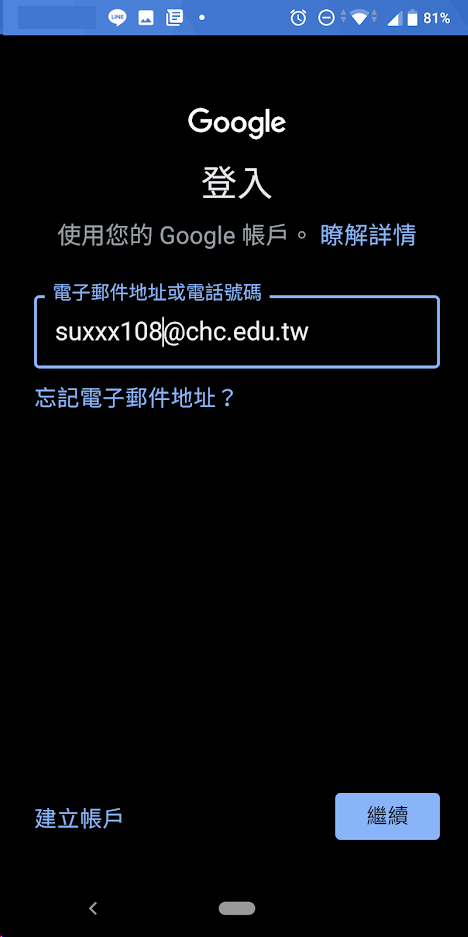 LINE
81%
Google
登入
使用您的 Google 帳戶。 瞭解詳情
電子郵件地址或電話號碼
suxxx108@chc.edu.tw
忘記電子郵件地址？
建立帳戶
繼續